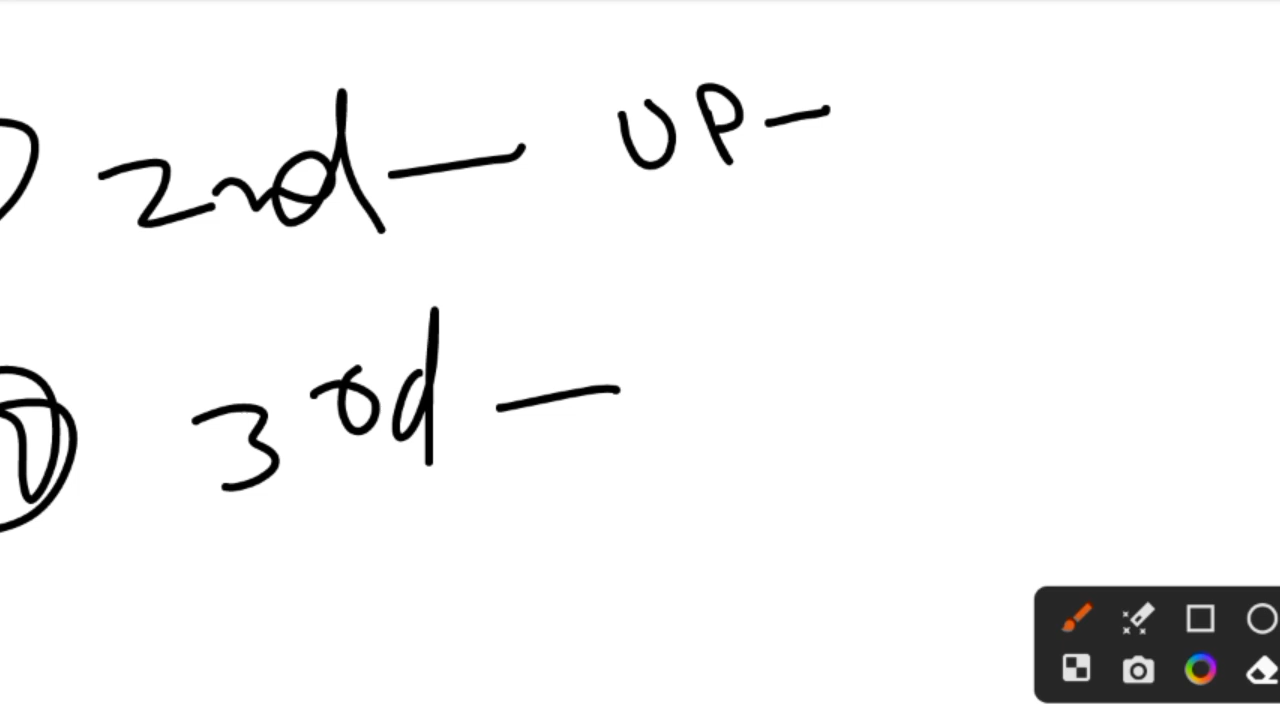 2nd — UP —
3rd —